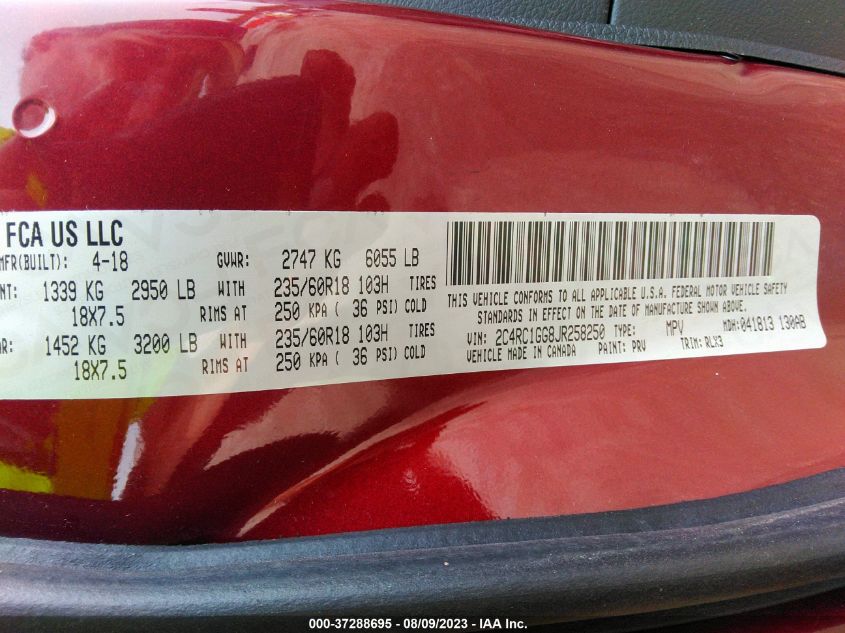 FCA US LLC
MFR(BUILT): 4-18 GVWR: 2747 KG 6055 LB
NT: 1339 KG 2950 LB WITH 235/60R18 103H TIRES
18X7.5 RIMS AT 250 KPA ( 36 PSI) COLD
AR: 1452 KG 3200 LB WITH 235/60R18 103H TIRES
18X7.5 RIMS AT 250 KPA ( 36 PSI) COLD
THIS VEHICLE CONFORMS TO ALL APPLICABLE U.S.A. FEDERAL MOTOR VEHICLE SAFETY
STANDARDS IN EFFECT ON THE DATE OF MANUFACTURE SHOWN ABOVE.
VIN: 2C4RC1GG8JR258250 TYPE: MPV MDH: 041813 130AB
VEHICLE MADE IN CANADA PAINT: PRV TRIM: RLX3
000-37288695 - 08/09/2023 - IAA Inc.